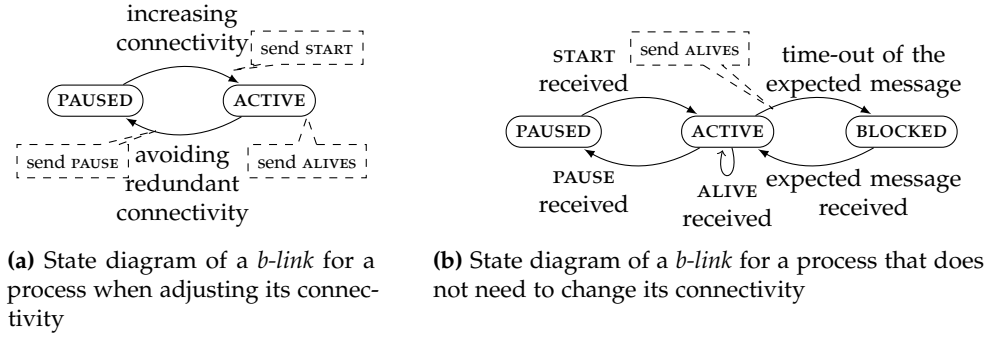 increasing
connectivity
send START
PAUSED
ACTIVE
send PAUSE
avoiding
redundant
connectivity
send ALIVES
(a) State diagram of a b-link for a
process when adjusting its connec-
tivity
START
received
send ALIVES
time-out of the
expected message
PAUSED
ACTIVE
BLOCKED
PAUSE
received
ALIVE
received
expected message
received
(b) State diagram of a b-link for a process that does
not need to change its connectivity